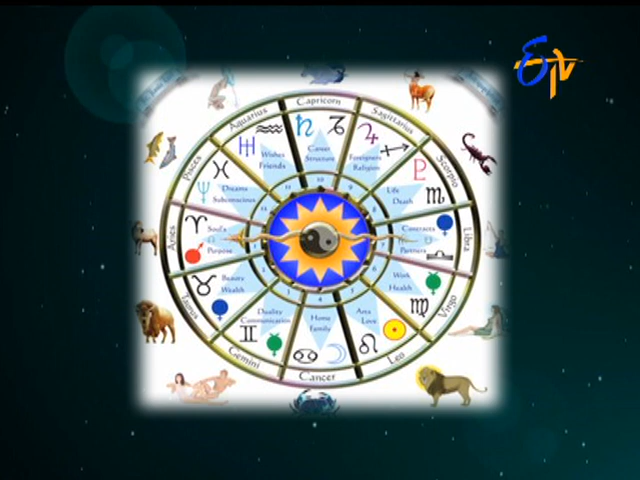 ETV
Capricorn
Aquarius
Sagittarius
Career
Structure
Wishes
Friends
Foreigners
Religion
Pisces
Scorpio
Dreams
Subconscious
Life
Death
Aries
Soul's
Purpose
Contracts
Partners
Libra
Beauty
Wealth
Work
Health
Taurus
Virgo
Duality
Communication
Home
Family
Arts
Love
Gemini
Cancer
Leo